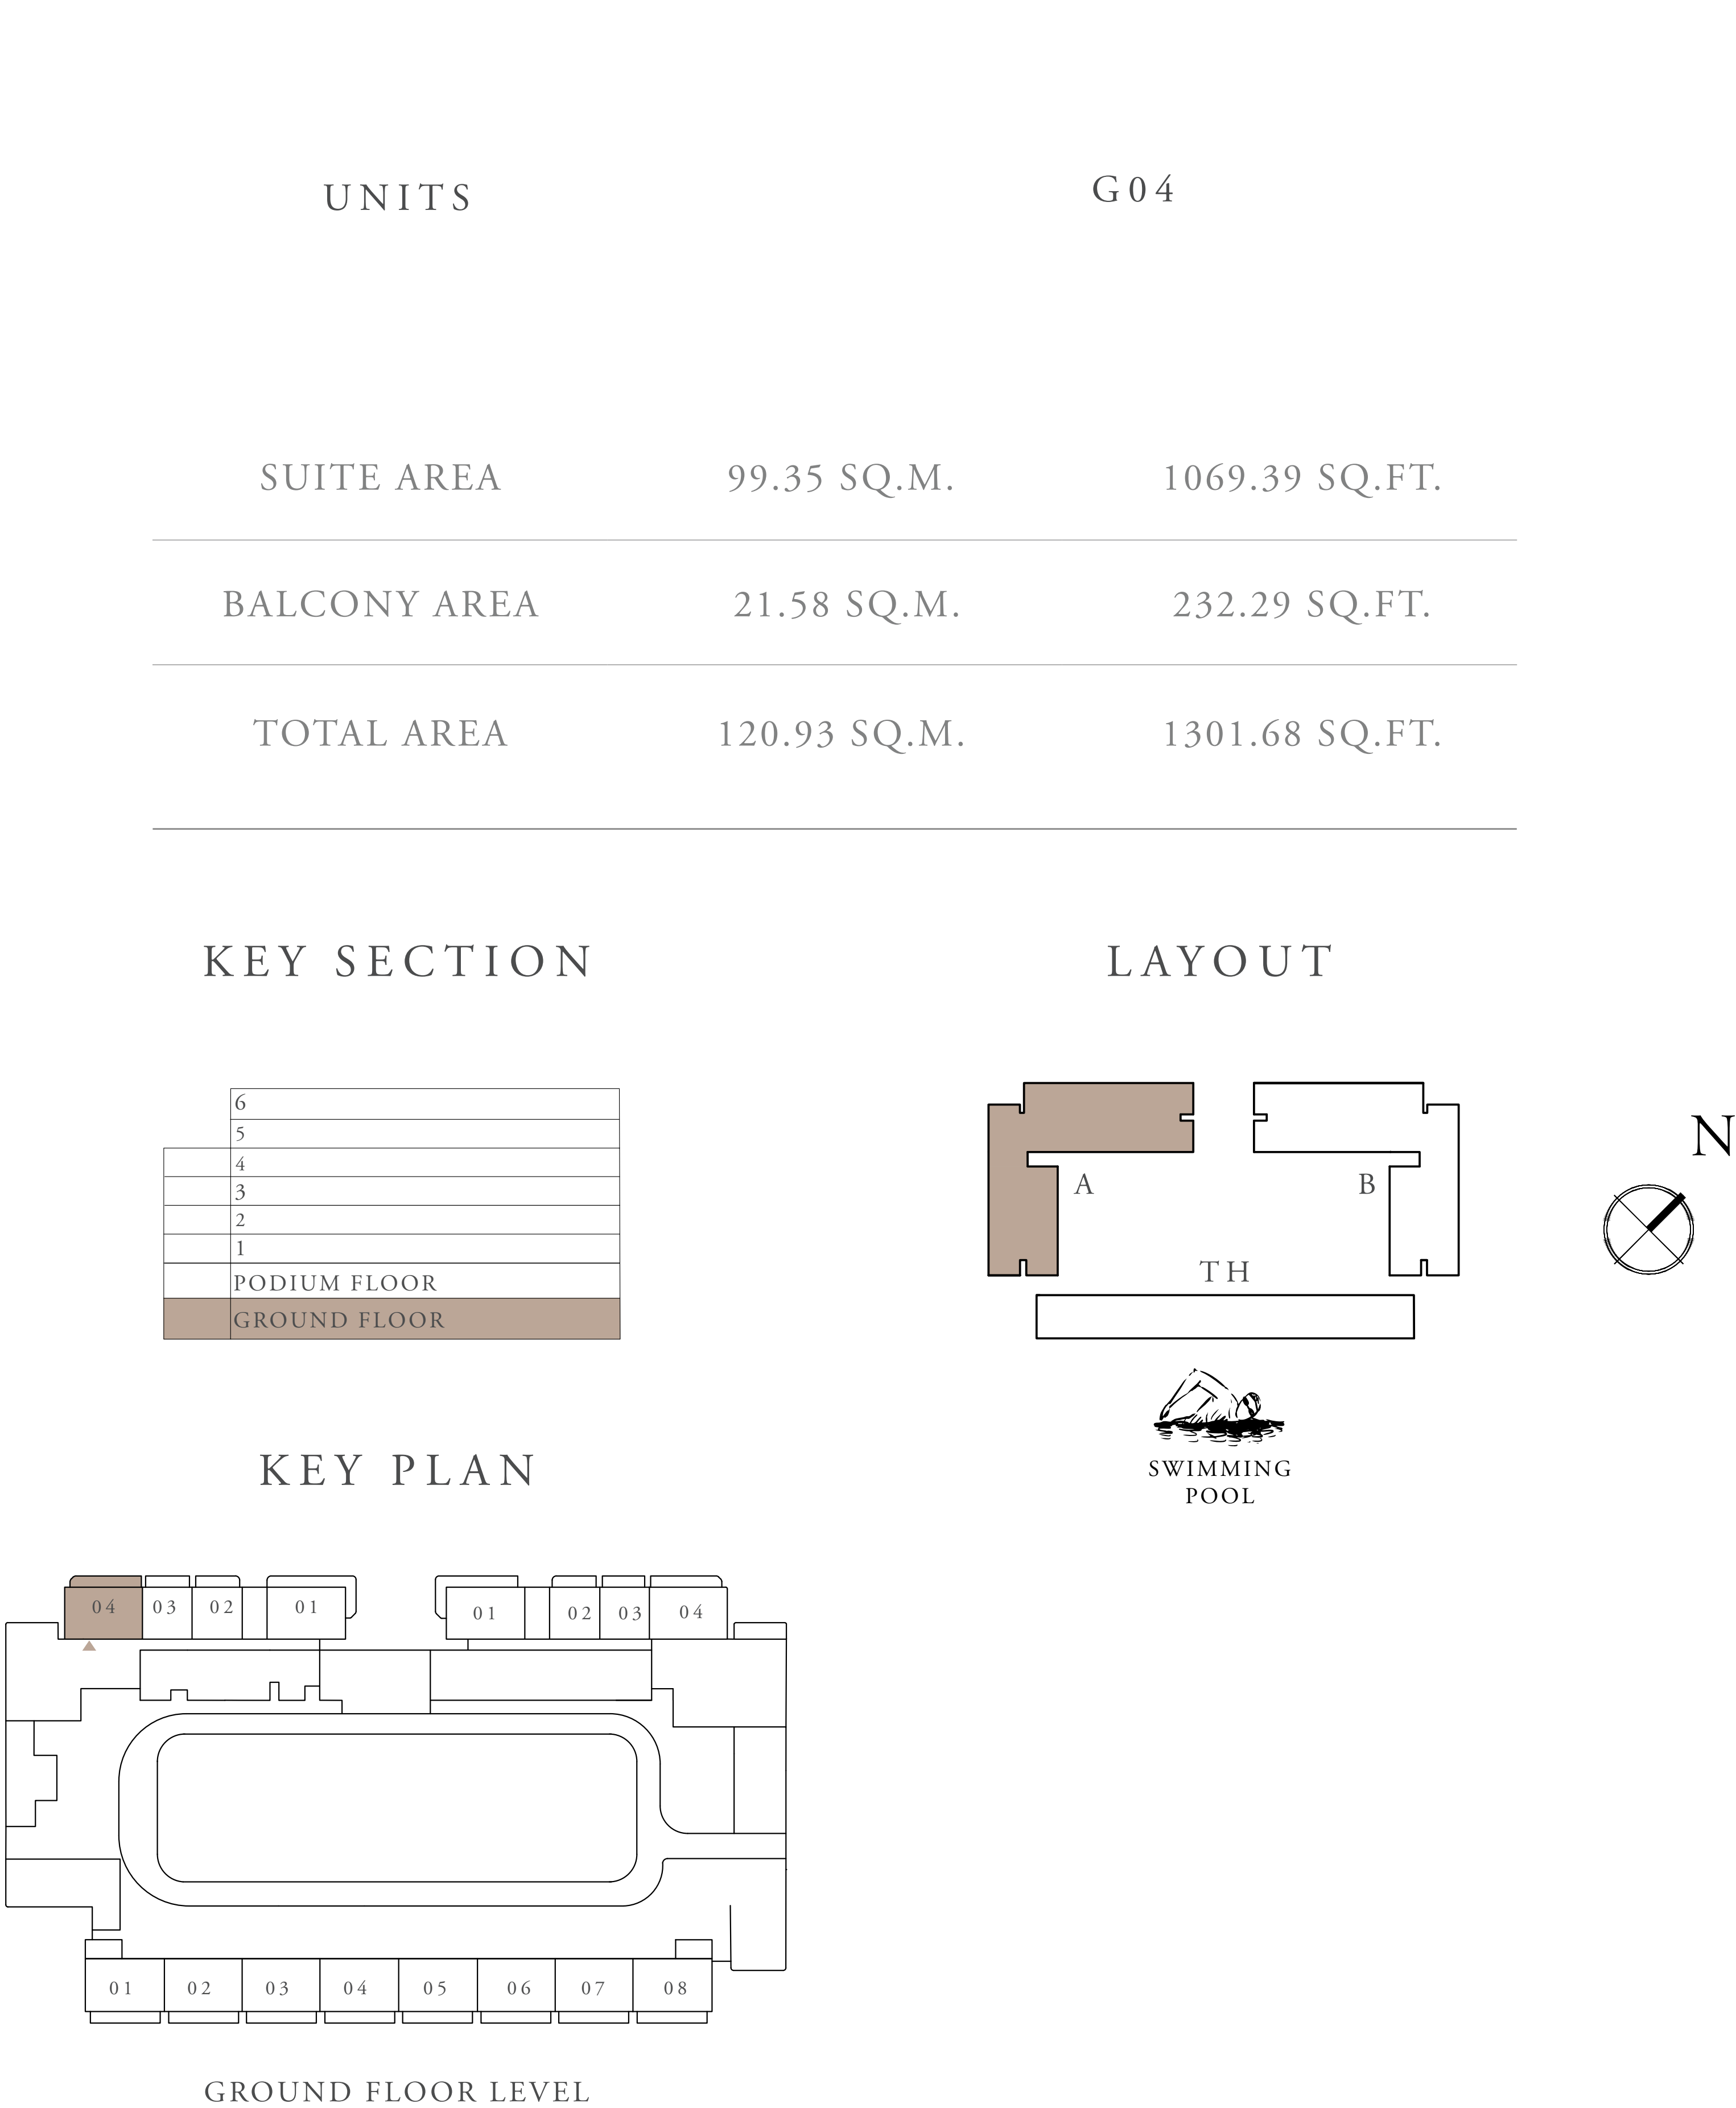 UNITS
G04
SUITE AREA 99.35 SQ.M. 1069.39 SQ.FT.
BALCONY AREA 21.58 SQ.M. 232.29 SQ.FT.
TOTAL AREA 120.93 SQ.M. 1301.68 SQ.FT.
KEY SECTION
6
5
4
3
2
1
PODIUM FLOOR
GROUND FLOOR
LAYOUT
A
B
TH
SWIMMING
POOL
N
KEY PLAN
04 03 02 01 01 02 03 04
01 02 03 04 05 06 07 08
GROUND FLOOR LEVEL